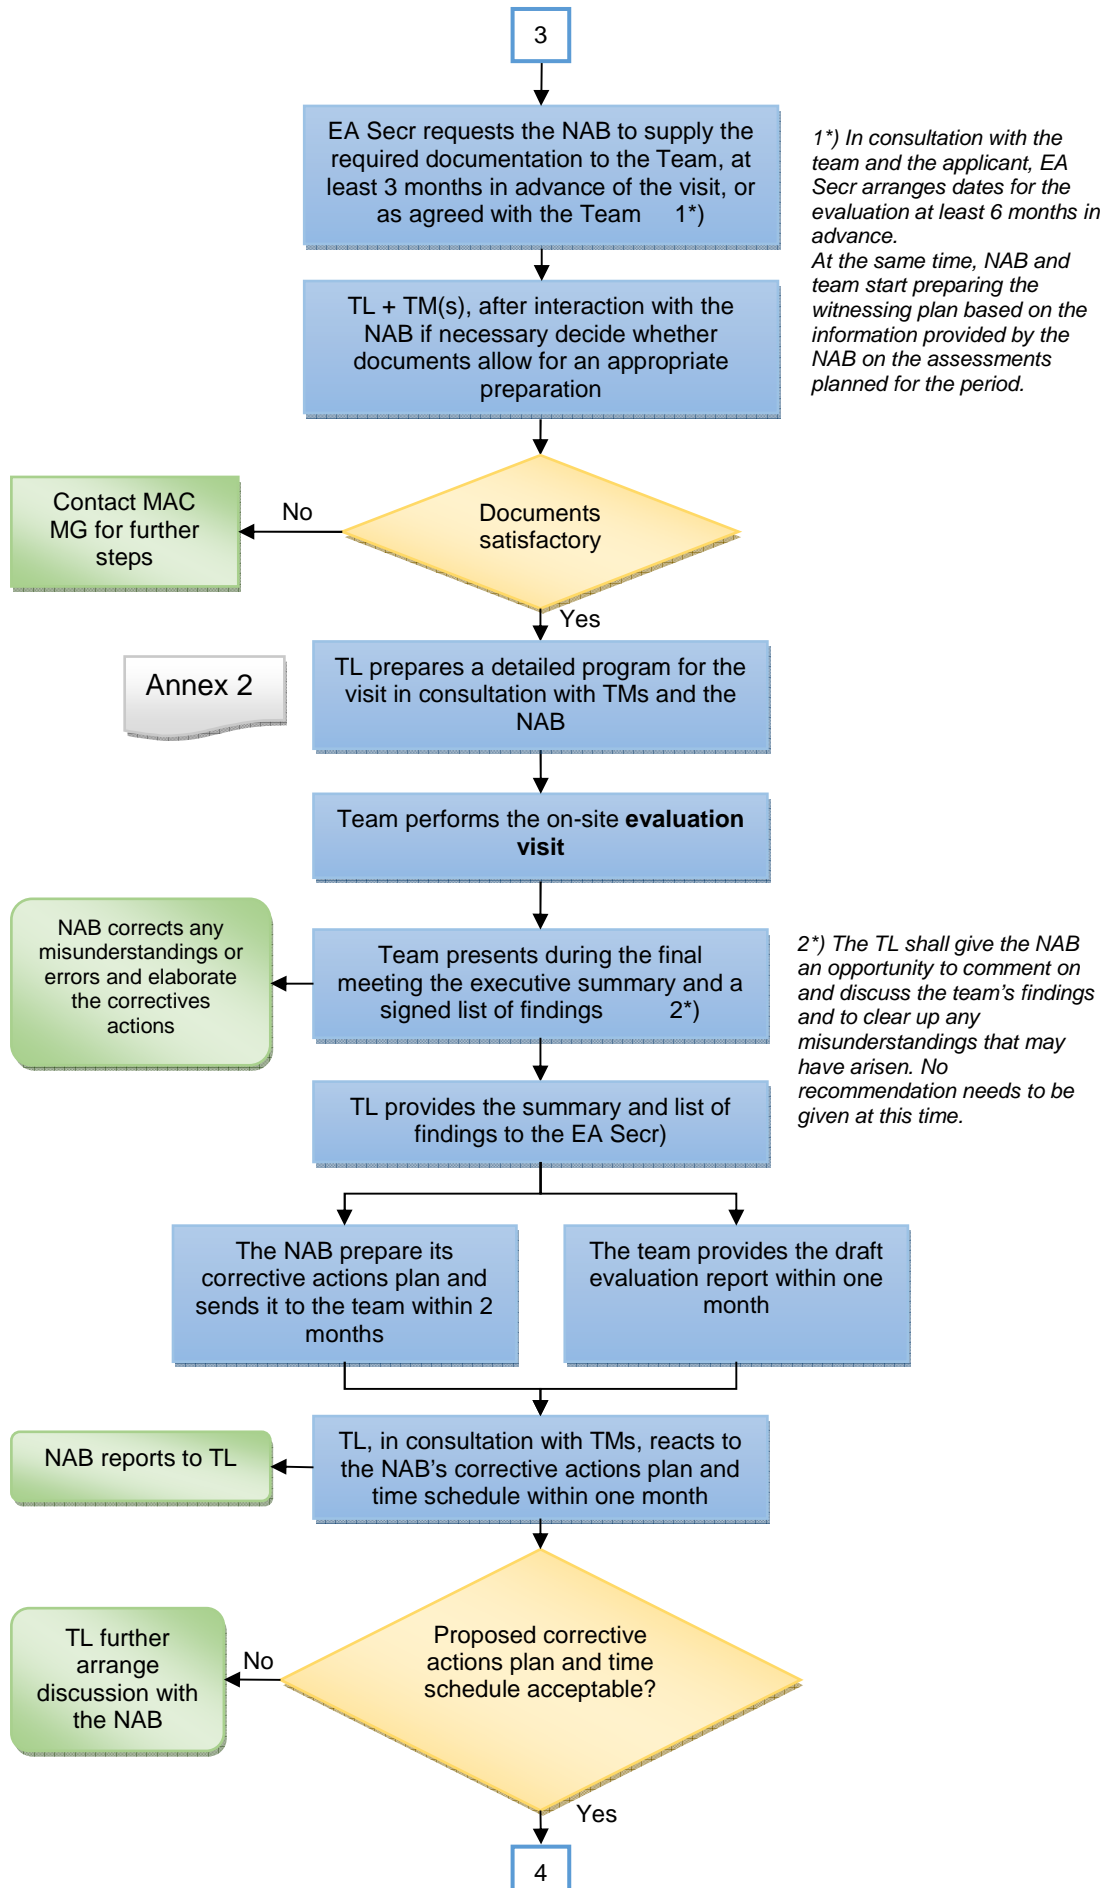 3
EA Secr requests the NAB to supply the
required documentation to the Team, at
least 3 months in advance of the visit, or
as agreed with the Team 1*)
1*) In consultation with the
team and the applicant, EA
Secr arranges dates for the
evaluation at least 6 months in
advance.
At the same time, NAB and
team start preparing the
witnessing plan based on the
information provided by the
NAB on the assessments
planned for the period.
TL + TM(s), after interaction with the
NAB if necessary decide whether
documents allow for an appropriate
preparation
Documents
satisfactory
No
Contact MAC
MG for further
steps
Yes
Annex 2
TL prepares a detailed program for the
visit in consultation with TMs and the
NAB
Team performs the on-site evaluation
visit
NAB corrects any
misunderstandings or
errors and elaborate
the correctives
actions
Team presents during the final
meeting the executive summary and a
signed list of findings 2*)
2*) The TL shall give the NAB
an opportunity to comment on
and discuss the team's findings
and to clear up any
misunderstandings that may
have arisen. No
recommendation needs to be
given at this time.
TL provides the summary and list of
findings to the EA Secr)
The NAB prepare its
corrective actions plan and
sends it to the team within 2
months
The team provides the draft
evaluation report within one
month
NAB reports to TL
TL, in consultation with TMs, reacts to
the NAB's corrective actions plan and
time schedule within one month
Proposed corrective
actions plan and time
schedule acceptable?
No
TL further
arrange
discussion with
the NAB
Yes
4